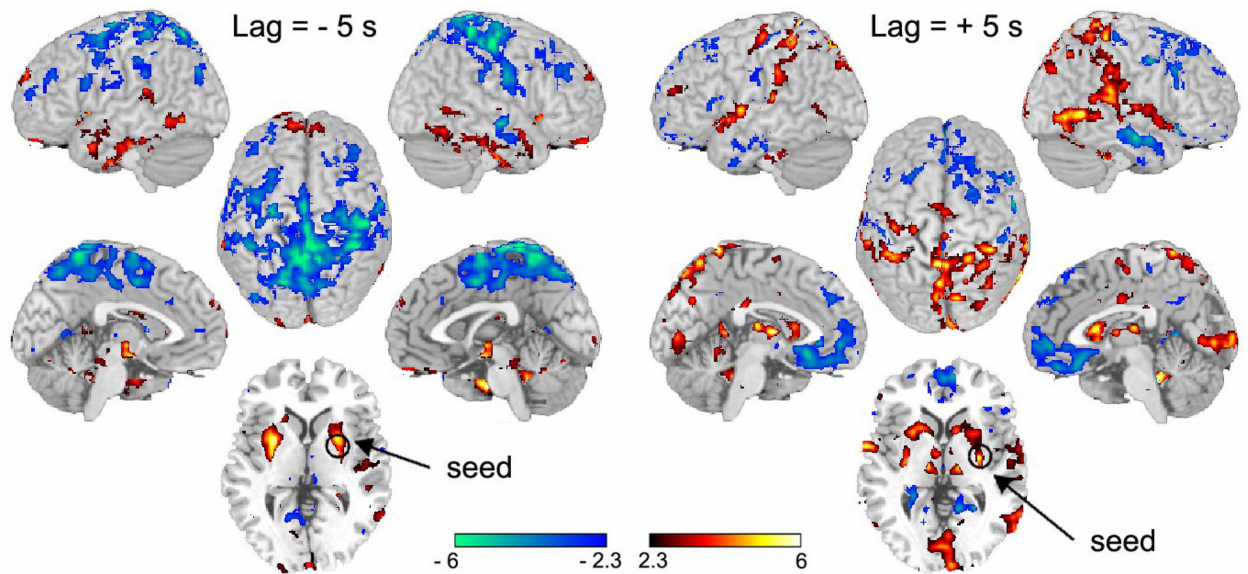 Lag = - 5 s
Lag = + 5 s
seed
seed
- 6
- 2.3
2.3
6